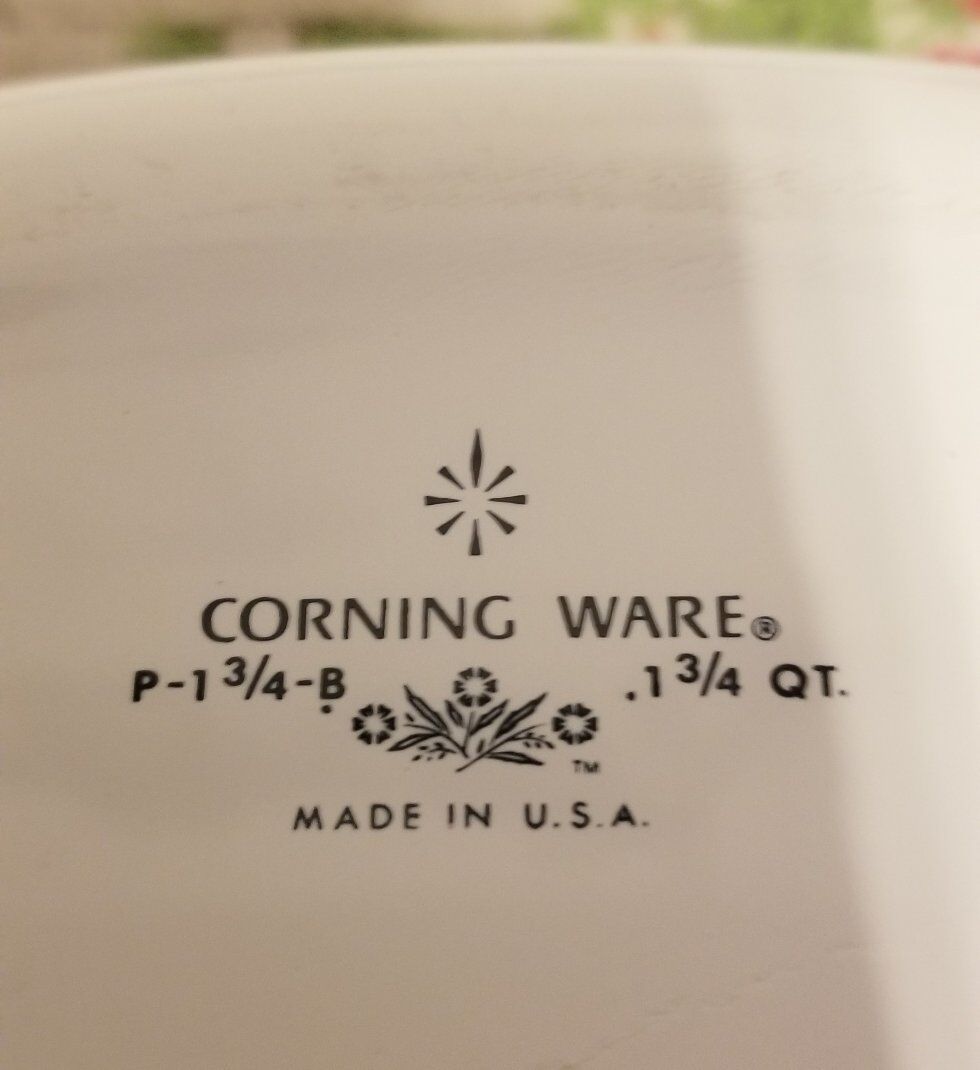 CORNING WARE®
P-1 3/4-B .1 3/4 QT.
TM
MADE IN U.S.A.